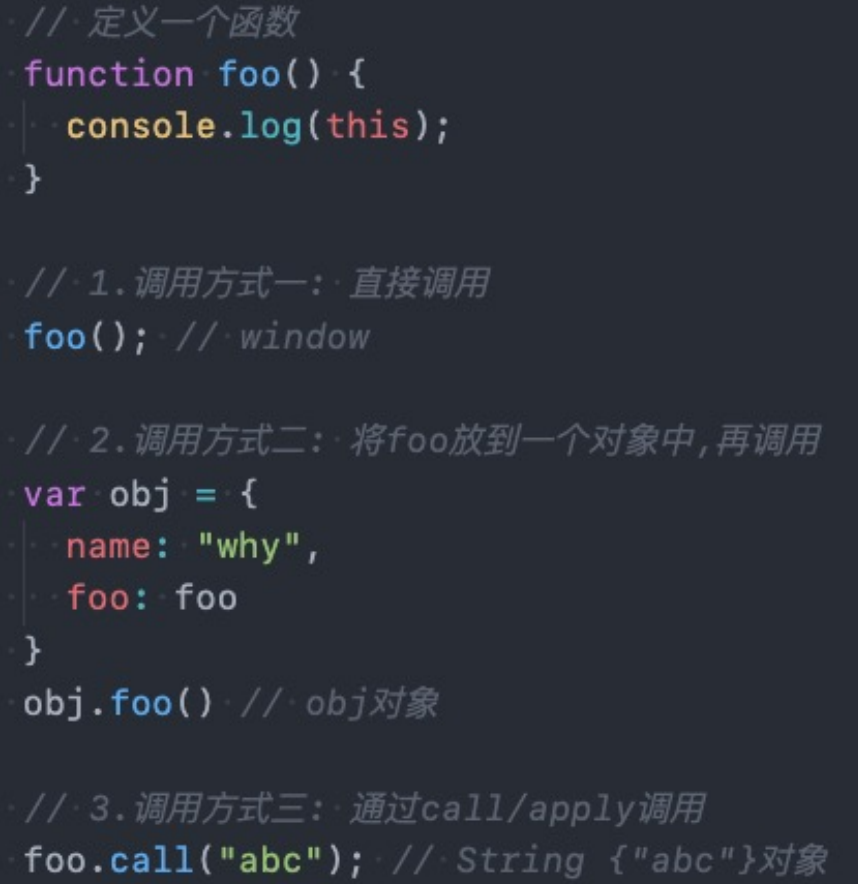 // 定义一个函数
function foo() {
console.log(this);
}
// 1.调用方式一: 直接调用
foo(); // window
// 2.调用方式二: 将foo放到一个对象中,再调用
var obj = {
name: "why",
foo: foo
}
obj.foo() // obj对象
// 3.调用方式三: 通过call/apply调用
foo.call("abc"); // String {"abc"}对象